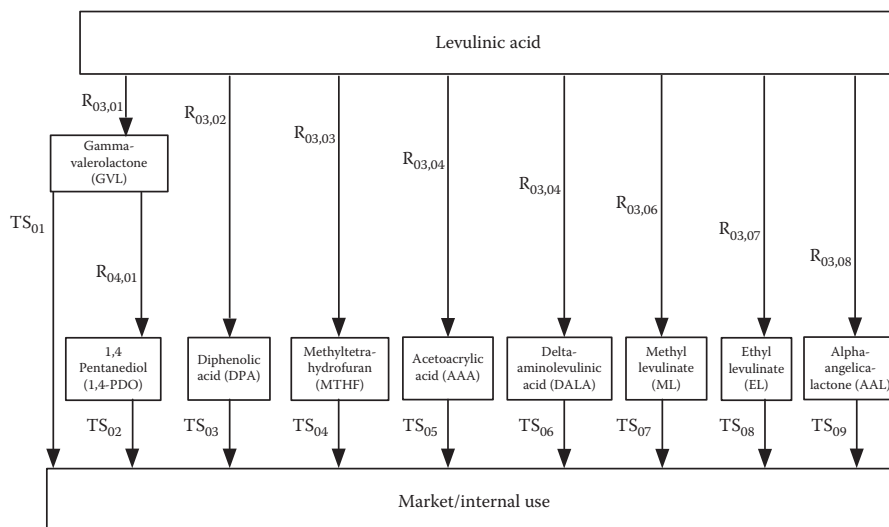 Levulinic acid
R03,01
R03,02
R03,03
R03,04
R03,04
R03,06
R03,07
R03,08
Gamma-
valerolactone
(GVL)
TS01
R04,01
1,4
Pentanediol
(1,4-PDO)
Diphenolic
acid (DPA)
Methyltetra-
hydrofuran
(MTHF)
Acetoacrylic
acid (AAA)
Delta-
aminolevulinic
acid (DALA)
Methyl
levulinate
(ML)
Ethyl
levulinate
(EL)
Alpha-
angelica-
lactone (AAL)
TS02
TS03
TS04
TS05
TS06
TS07
TS08
TS09
Market/internal use